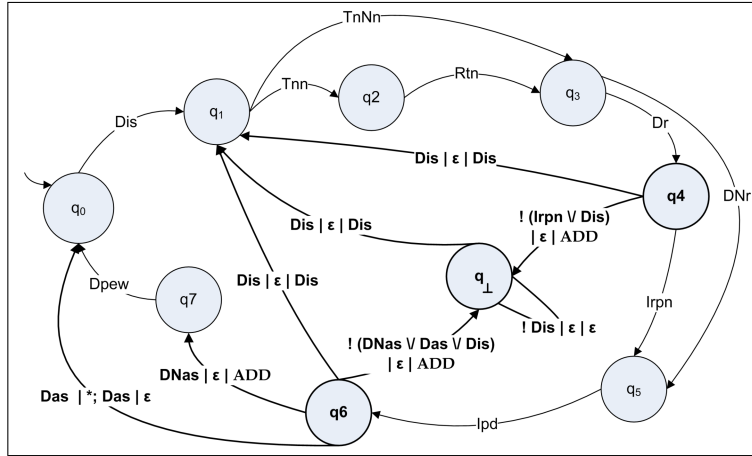 TnNn
q1
Tnn
q2
Rtn
q3
Dis
Dr
Dis | ε | Dis
q4
DNr
q0
Dis | ε | Dis
! (Irpn \/ Dis)
| ε | ADD
q⊥
Dpew
q7
Dis | ε | Dis
Irpn
! Dis | ε | ε
! (DNas \/ Das \/ Dis)
| ε | ADD
DNas | ε | ADD
Das | *; Das | ε
q6
Ipd
q5